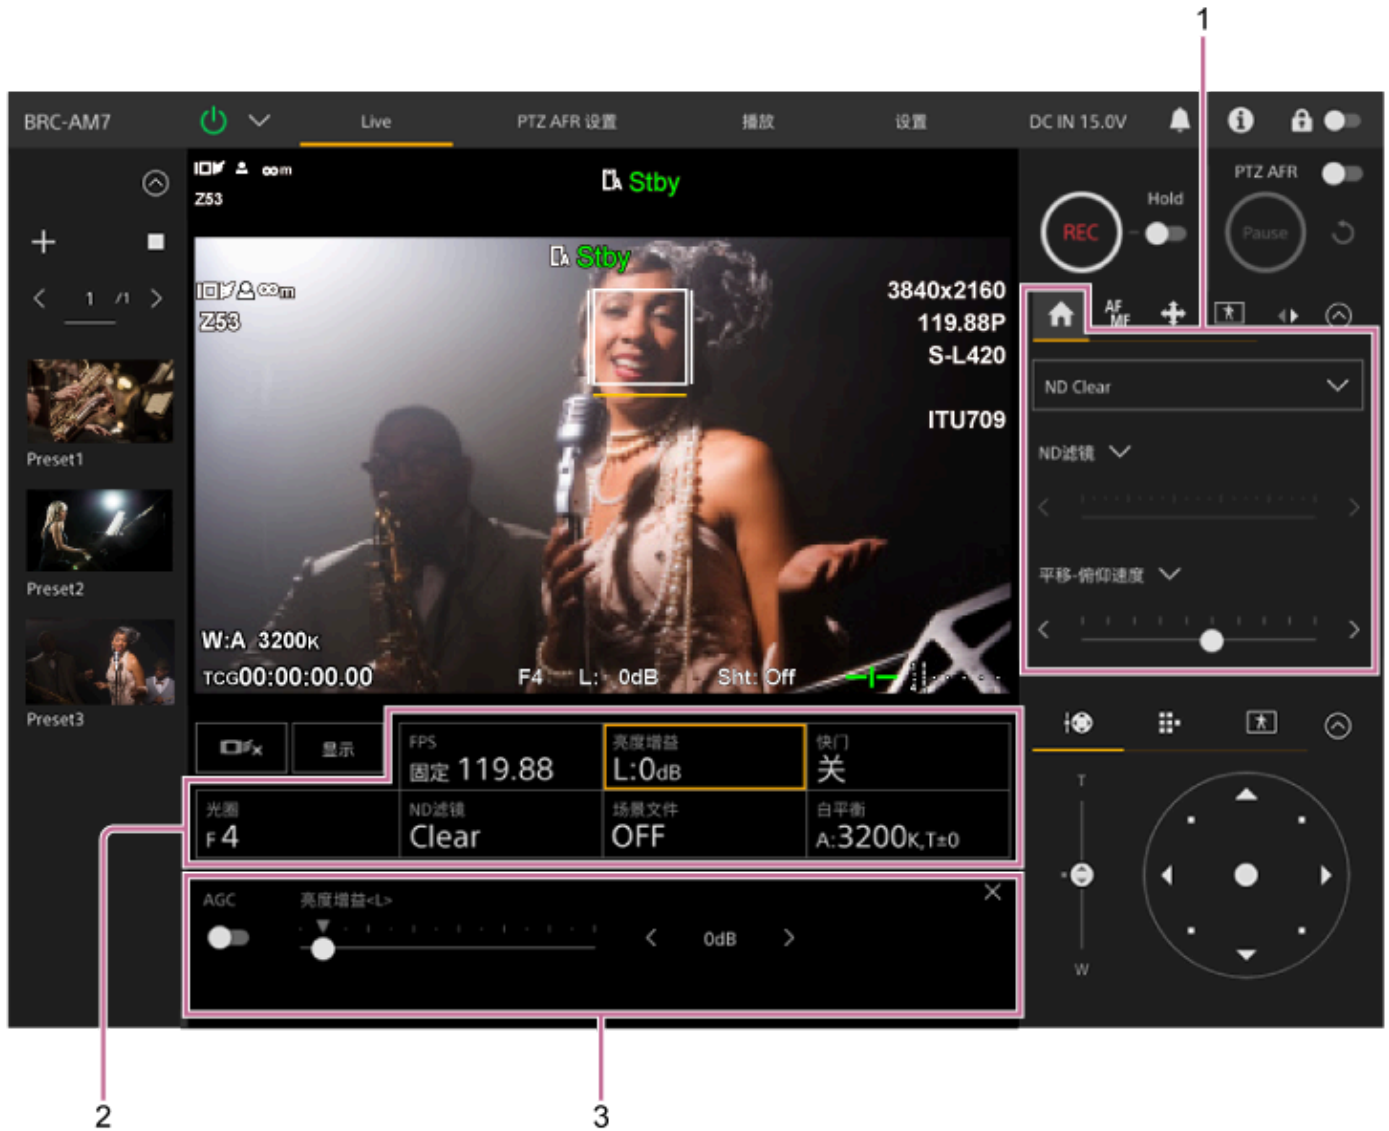 1
BRC-AM7
Live
PTZ AFR 设置
播放
设置
DC IN 15.0V
Z53
A Stby
PTZ AFR
Hold
REC
Pause
1 /1
A Stby
Z53
3840x2160
119.88P
S-L420
ITU709
AF
MF
ND Clear
ND滤镜
平移-俯仰速度
Preset1
Preset2
Preset3
W:A 3200K
TCG00:00:00.00
F4 L: 0dB Sht: Off
显示
FPS
固定 119.88
亮度增益
L:0dB
快门
关
光圈
F 4
ND滤镜
Clear
场景文件
OFF
白平衡
A:3200K,T±0
T
W
AGC
亮度增益<L>
0dB
2
3